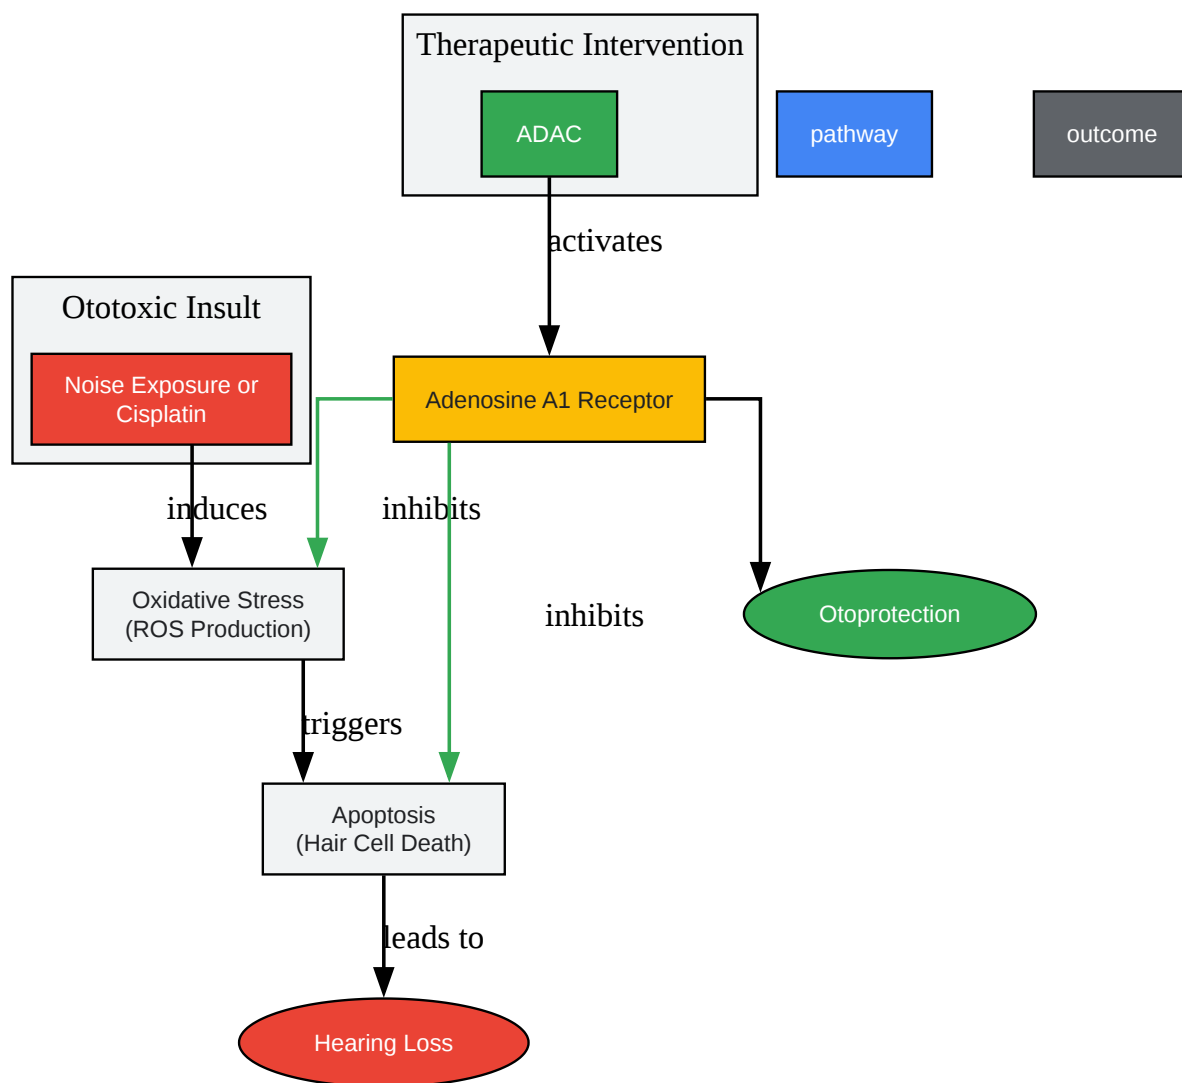 Therapeutic Intervention
ADAC
pathway
outcome
activates
Ototoxic Insult
Noise Exposure or
Cisplatin
Adenosine A1 Receptor
induces
inhibits
Oxidative Stress
(ROS Production)
inhibits
Otoprotection
triggers
Apoptosis
(Hair Cell Death)
leads to
Hearing Loss